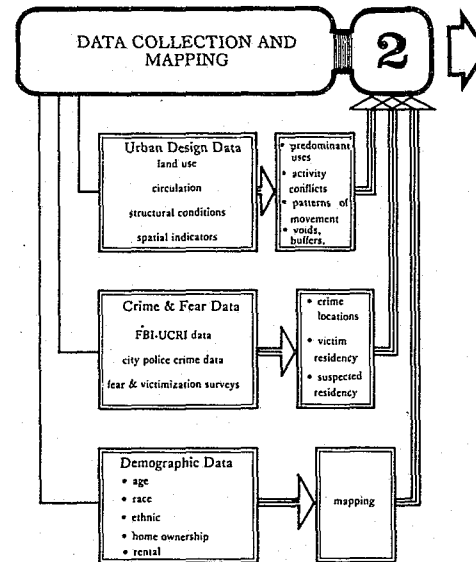 DATA COLLECTION AND
MAPPING
2
Urban Design Data
land use
circulation
structural conditions
spatial indicators
• predominant
uses
• activity
conflicts
• patterns of
movement
• voids,
buffers,
Crime & Fear Data
FBI-UCRI data
city police crime data
fear & victimization surveys
• crime
locations
• victim
residency
• suspected
residency
Demographic Data
• age
• race
• ethnic
• home ownership
• rental
mapping